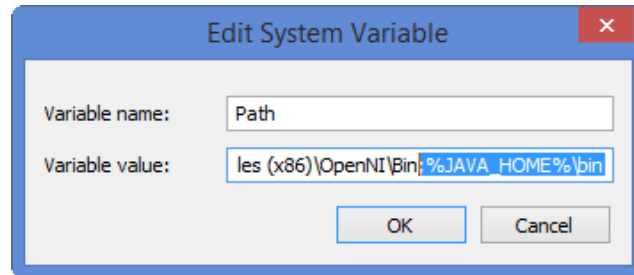 Edit System Variable
Variable name: Path
Variable value: les (x86)\OpenNI\Bin;%JAVA_HOME%\bin
OK Cancel